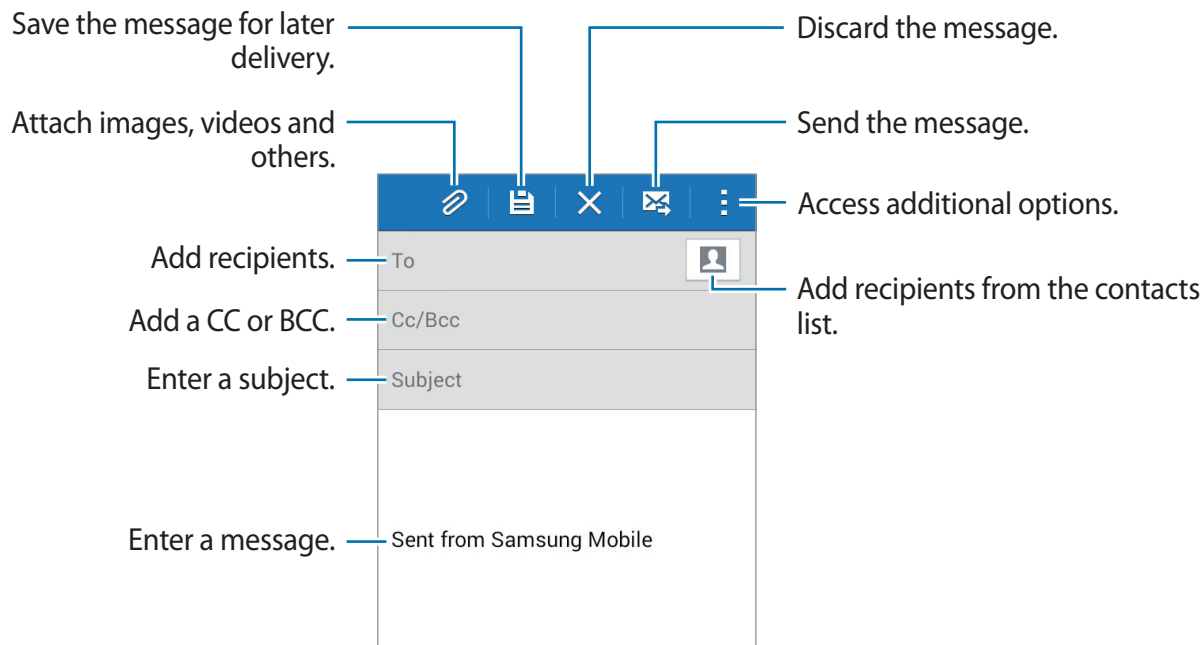 Save the message for later
delivery.
Discard the message.
Attach images, videos and
others.
Send the message.
Access additional options.
Add recipients.
To
Add recipients from the contacts
list.
Add a CC or BCC.
Cc/Bcc
Enter a subject.
Subject
Enter a message.
Sent from Samsung Mobile